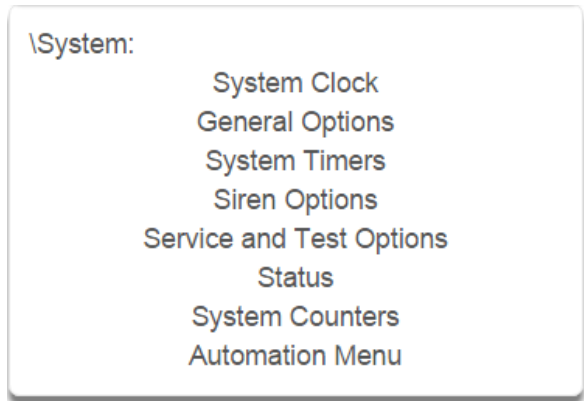 \System:
System Clock
General Options
System Timers
Siren Options
Service and Test Options
Status
System Counters
Automation Menu